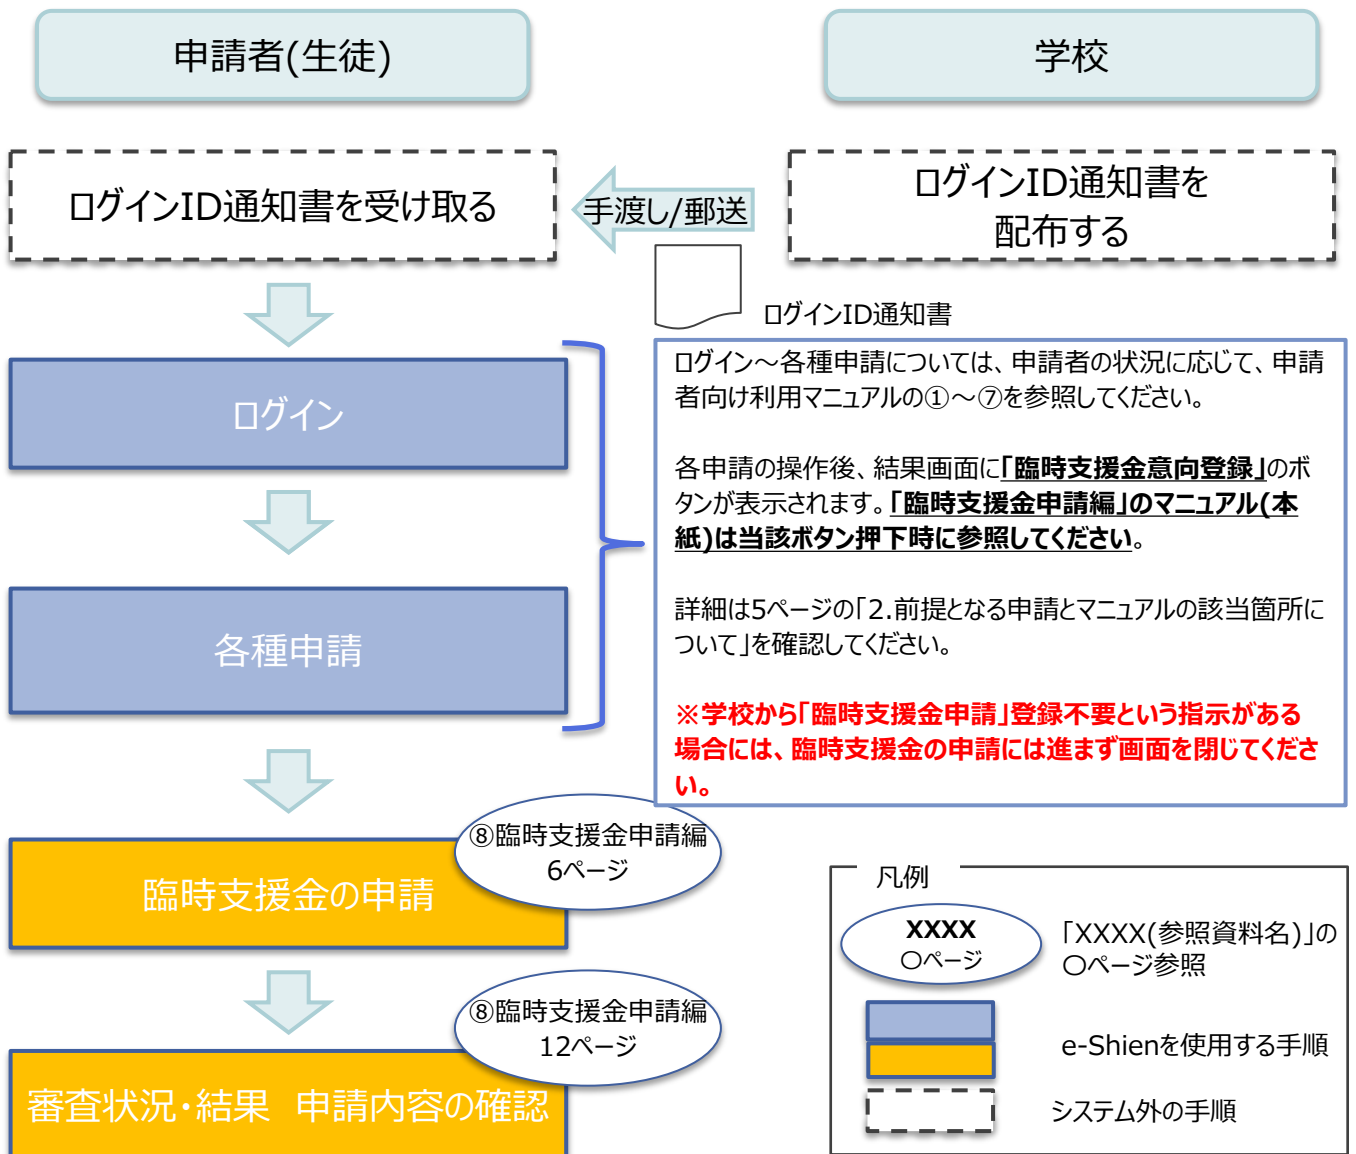 申請者(生徒)
学校
ログインID通知書を受け取る
手渡し/郵送
ログインID通知書を
配布する
ログインID通知書
ログイン
各種申請
ログイン～各種申請については、申請者の状況に応じて、申請
者向け利用マニュアルの①～⑦を参照してください。
各申請の操作後、結果画面に「臨時支援金意向登録」のボ
タンが表示されます。「臨時支援金申請編」のマニュアル(本
紙)は当該ボタン押下時に参照してください。
詳細は5ページの「2.前提となる申請とマニュアルの該当箇所に
ついて」を確認してください。
※学校から「臨時支援金申請」登録不要という指示がある
場合には、臨時支援金の申請には進まず画面を閉じてくださ
い。
臨時支援金の申請
⑧臨時支援金申請編
6ページ
審査状況・結果　申請内容の確認
⑧臨時支援金申請編
12ページ
凡例
XXXX
〇ページ
「XXXX(参照資料名)」の
〇ページ参照
e-Shienを使用する手順
システム外の手順